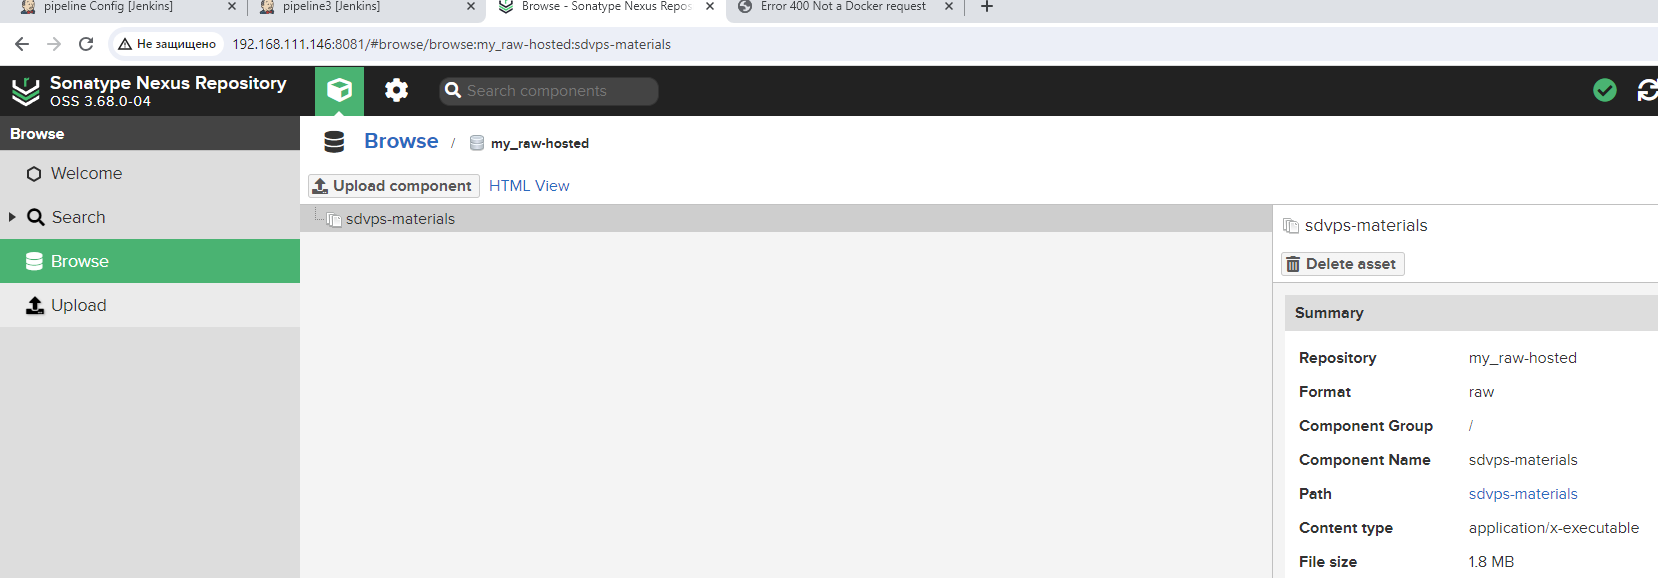 pipeline Config [Jenkins]
pipeline3 [Jenkins]
Browse - Sonatype Nexus Repos
Error 400 Not a Docker request
Не защищено
192.168.111.146:8081/#browse/browse:my_raw-hosted:sdvps-materials
Sonatype Nexus Repository
OSS 3.68.0-04
Search components
Browse
Welcome
Search
Browse
Upload
Browse / my_raw-hosted
Upload component
HTML View
sdvps-materials
sdvps-materials
Delete asset
Summary
Repository my_raw-hosted
Format raw
Component Group /
Component Name sdvps-materials
Path sdvps-materials
Content type application/x-executable
File size 1.8 MB